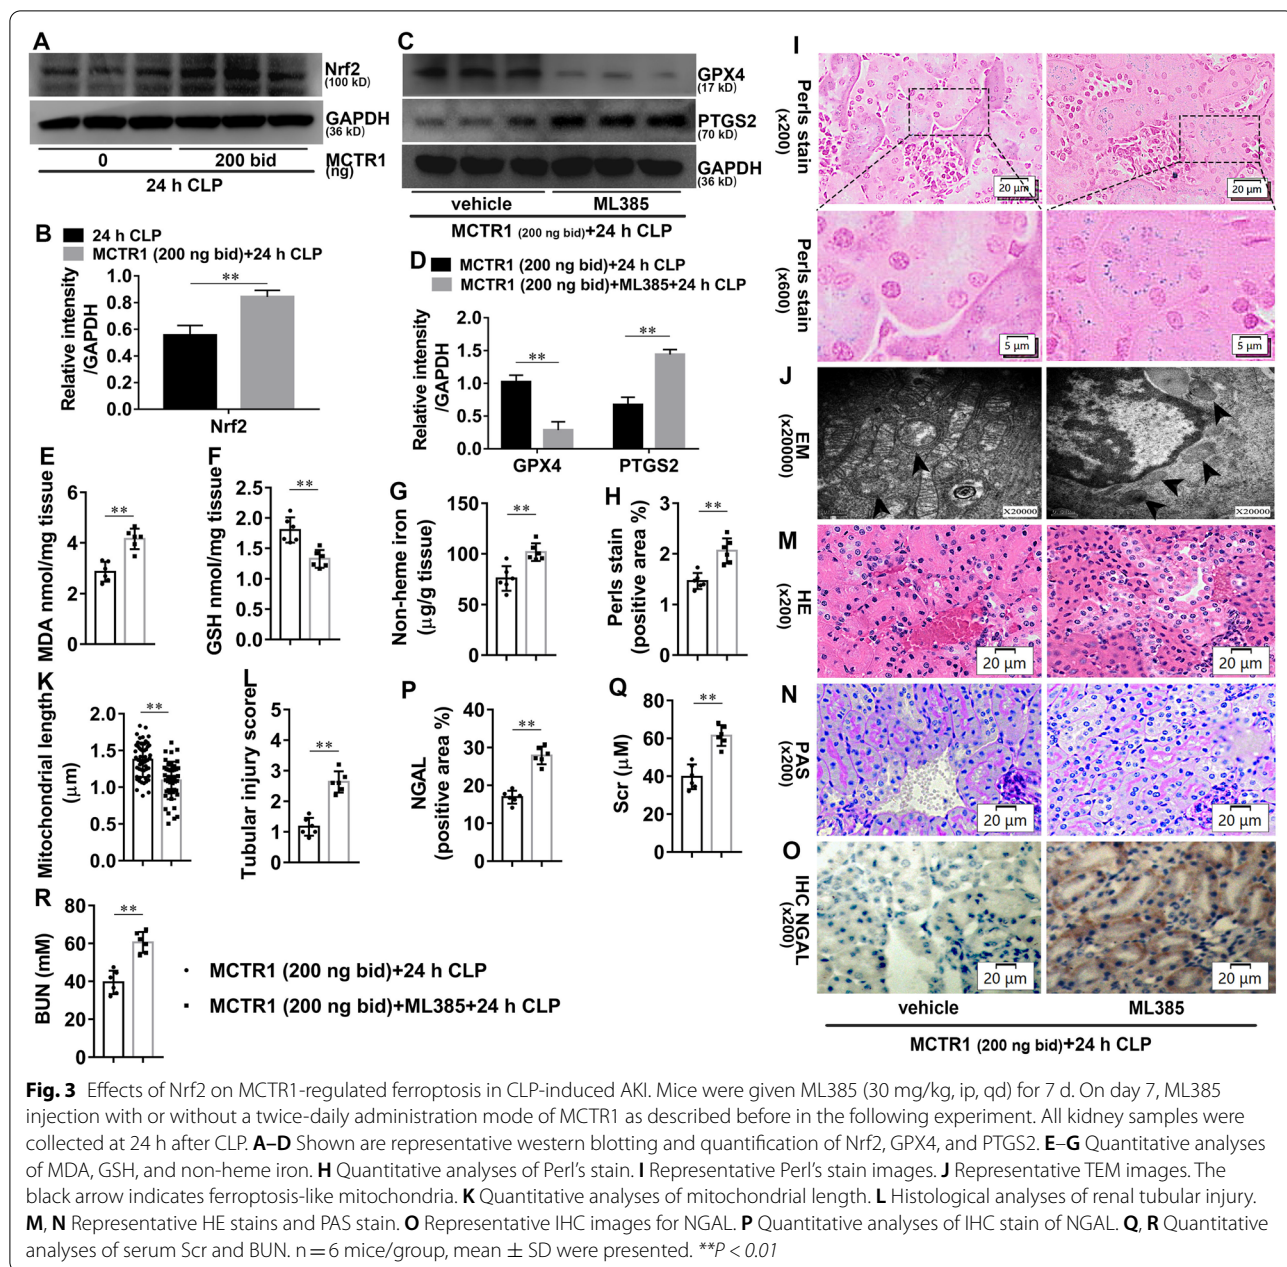 A
Nrf2
(100 kD)
GAPDH
(36 kD)
0
200 bid
MCTR1
(ng)
24 h CLP
B
24 h CLP
MCTR1 (200 ng bid)+24 h CLP
Relative intensity
/GAPDH
1.0
0.8
0.6
0.4
0.2
0.0
**
Nrf2
C
GPX4
(17 kD)
PTGS2
(70 kD)
GAPDH
(36 kD)
vehicle
ML385
MCTR1 (200 ng bid)+24 h CLP
D
MCTR1 (200 ng bid)+24 h CLP
MCTR1 (200 ng bid)+ML385+24 h CLP
Relative intensity
/GAPDH
2.0
1.5
1.0
0.5
0.0
**
**
GPX4
PTGS2
E
MDA nmol/mg tissue
6
4
2
0
**
F
GSH nmol/mg tissue
2.5
2.0
1.5
1.0
0.5
0.0
**
G
Non-heme iron
(μg/g tissue)
150
100
75
50
0
**
H
Perls stain
(positive area %)
3
2
1
0
**
K
Mitochondrial length
(μm)
2.0
1.5
1.0
0.5
0.0
**
L
Tubular injury score
5
4
3
2
1
0
**
P
NGAL
(positive area %)
40
30
20
10
0
**
Q
Scr (μM)
80
60
40
20
0
**
R
BUN (mM)
80
60
40
20
0
**
MCTR1 (200 ng bid)+24 h CLP
MCTR1 (200 ng bid)+ML385+24 h CLP
I
Perls stain
(x200)
20 μm
20 μm
Perls stain
(x600)
5 μm
5 μm
J
EM
(x20000)
X20000
X20000
M
HE
(x200)
20 μm
20 μm
N
PAS
(x200)
20 μm
20 μm
O
IHC NGAL
(x200)
20 μm
20 μm
vehicle
ML385
MCTR1 (200 ng bid)+24 h CLP
Fig. 3 Effects of Nrf2 on MCTR1-regulated ferroptosis in CLP-induced AKI. Mice were given ML385 (30 mg/kg, ip, qd) for 7 d. On day 7, ML385
injection with or without a twice-daily administration mode of MCTR1 as described before in the following experiment. All kidney samples were
collected at 24 h after CLP. A–D Shown are representative western blotting and quantification of Nrf2, GPX4, and PTGS2. E–G Quantitative analyses
of MDA, GSH, and non-heme iron. H Quantitative analyses of Perl's stain. I Representative Perl's stain images. J Representative TEM images. The
black arrow indicates ferroptosis-like mitochondria. K Quantitative analyses of mitochondrial length. L Histological analyses of renal tubular injury.
M, N Representative HE stains and PAS stain. O Representative IHC images for NGAL. P Quantitative analyses of IHC stain of NGAL. Q, R Quantitative
analyses of serum Scr and BUN. n = 6 mice/group, mean ± SD were presented. **P < 0.01